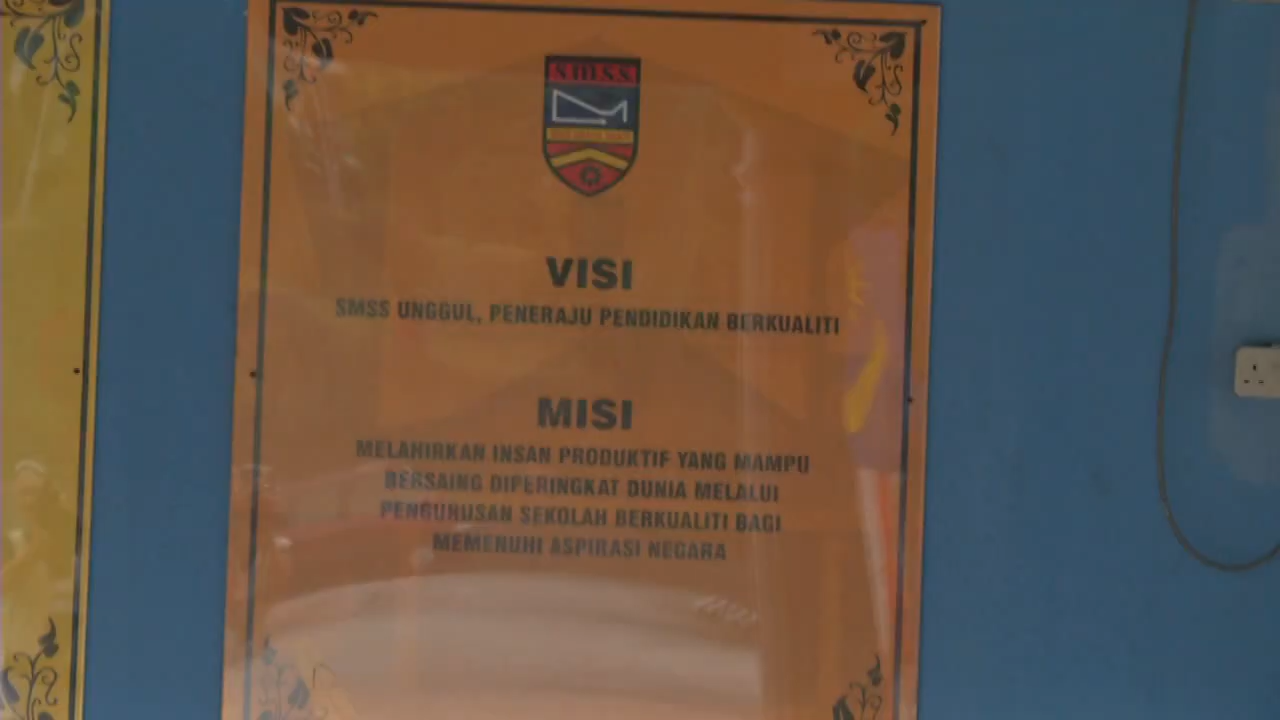 S.M.S.S.
VISI
SMSS UNGGUL, PENERAJU PENDIDIKAN BERKUALITI
MISI
MELAHIRKAN INSAN PRODUKTIF YANG MAMPU
BERSAING DIPERINGKAT DUNIA MELALUI
PENGURUSAN SEKOLAH BERKUALITI BAGI
MEMENUHI ASPIRASI NEGARA